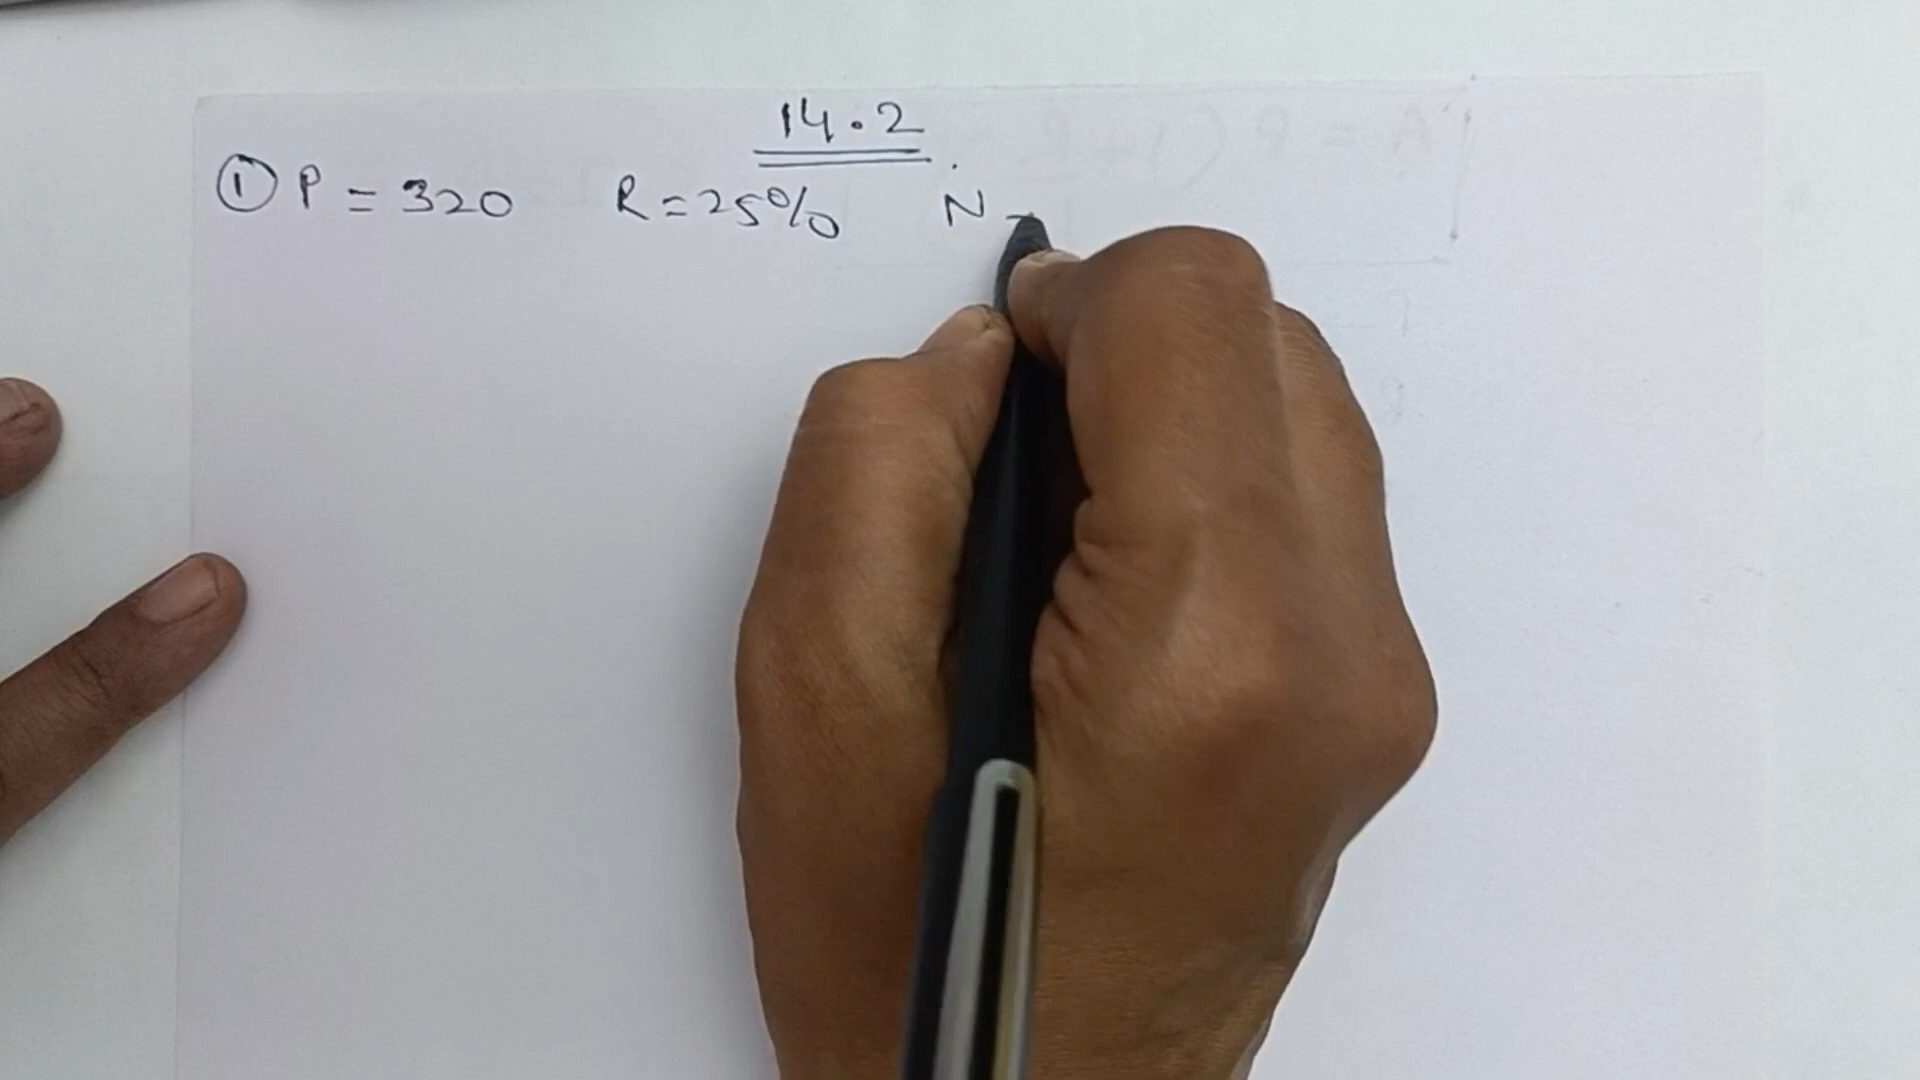 14.2
① P = 320 R = 25% N -